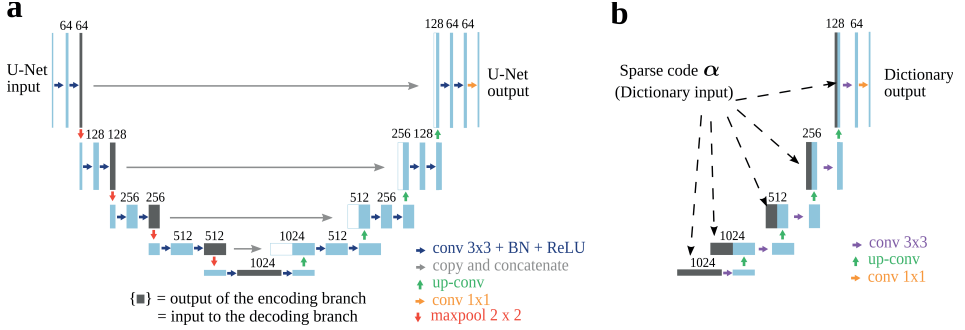 a
64 64
U-Net
input
128 64 64
U-Net
output
128 128
256 128
256 256
512 256
512 512
1024 512
1024
conv 3x3 + BN + ReLU
copy and concatenate
up-conv
conv 1x1
maxpool 2 x 2
{■} = output of the encoding branch
= input to the decoding branch
b
Sparse code α
(Dictionary input)
128 64
Dictionary
output
256
512
1024
1024
conv 3x3
up-conv
conv 1x1